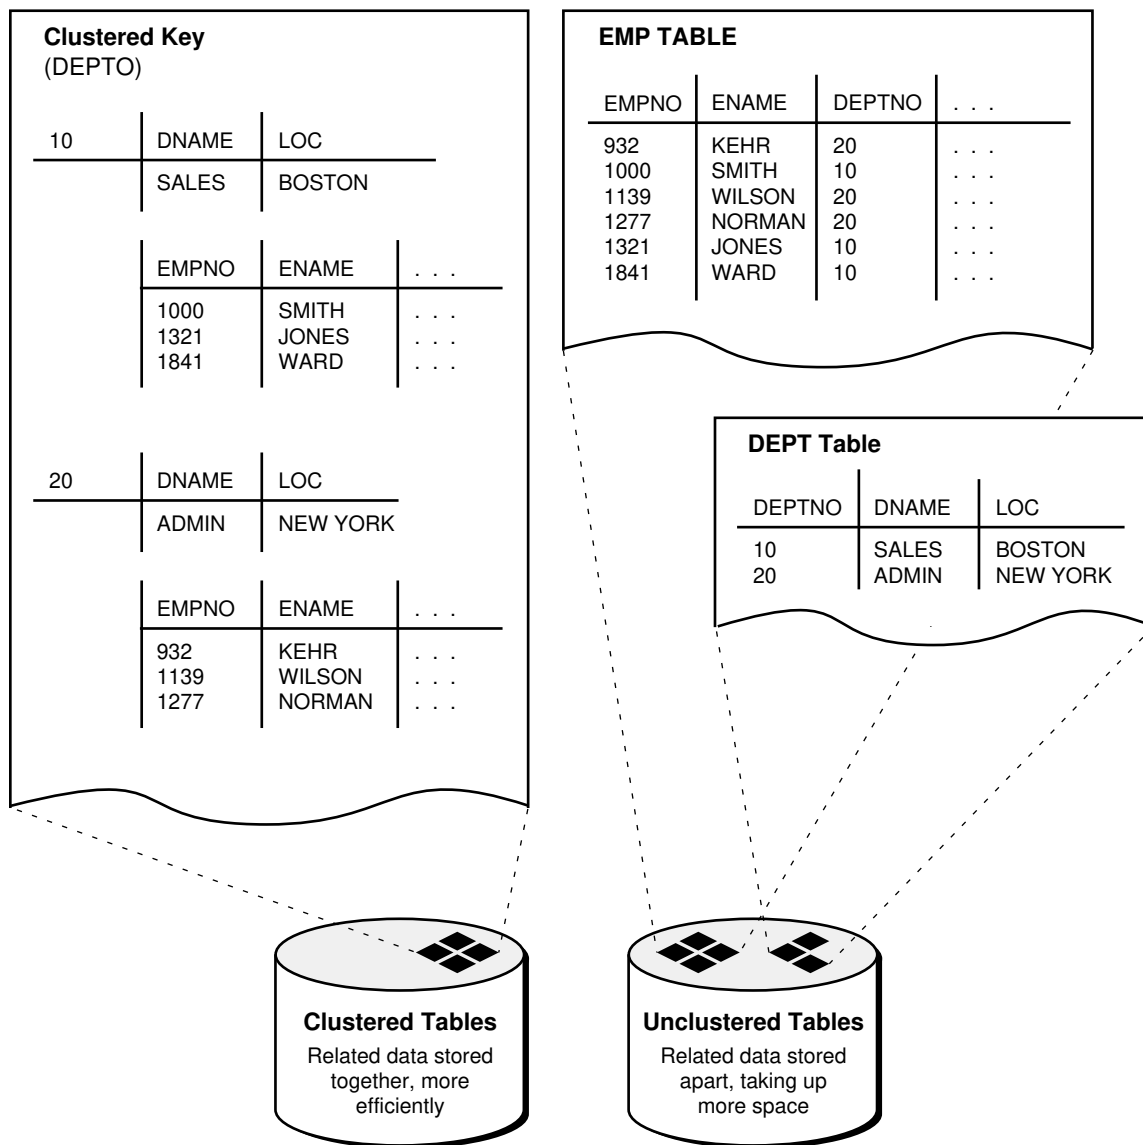 Clustered Key
(DEPTO)
10 DNAME LOC
SALES BOSTON
EMPNO ENAME . . .
1000 SMITH . . .
1321 JONES . . .
1841 WARD . . .
20 DNAME LOC
ADMIN NEW YORK
EMPNO ENAME . . .
932 KEHR . . .
1139 WILSON . . .
1277 NORMAN . . .
EMP TABLE
EMPNO ENAME DEPTNO . . .
932 KEHR 20 . . .
1000 SMITH 10 . . .
1139 WILSON 20 . . .
1277 NORMAN 20 . . .
1321 JONES 10 . . .
1841 WARD 10 . . .
DEPT Table
DEPTNO DNAME LOC
10 SALES BOSTON
20 ADMIN NEW YORK
Clustered Tables
Related data stored
together, more
efficiently
Unclustered Tables
Related data stored
apart, taking up
more space